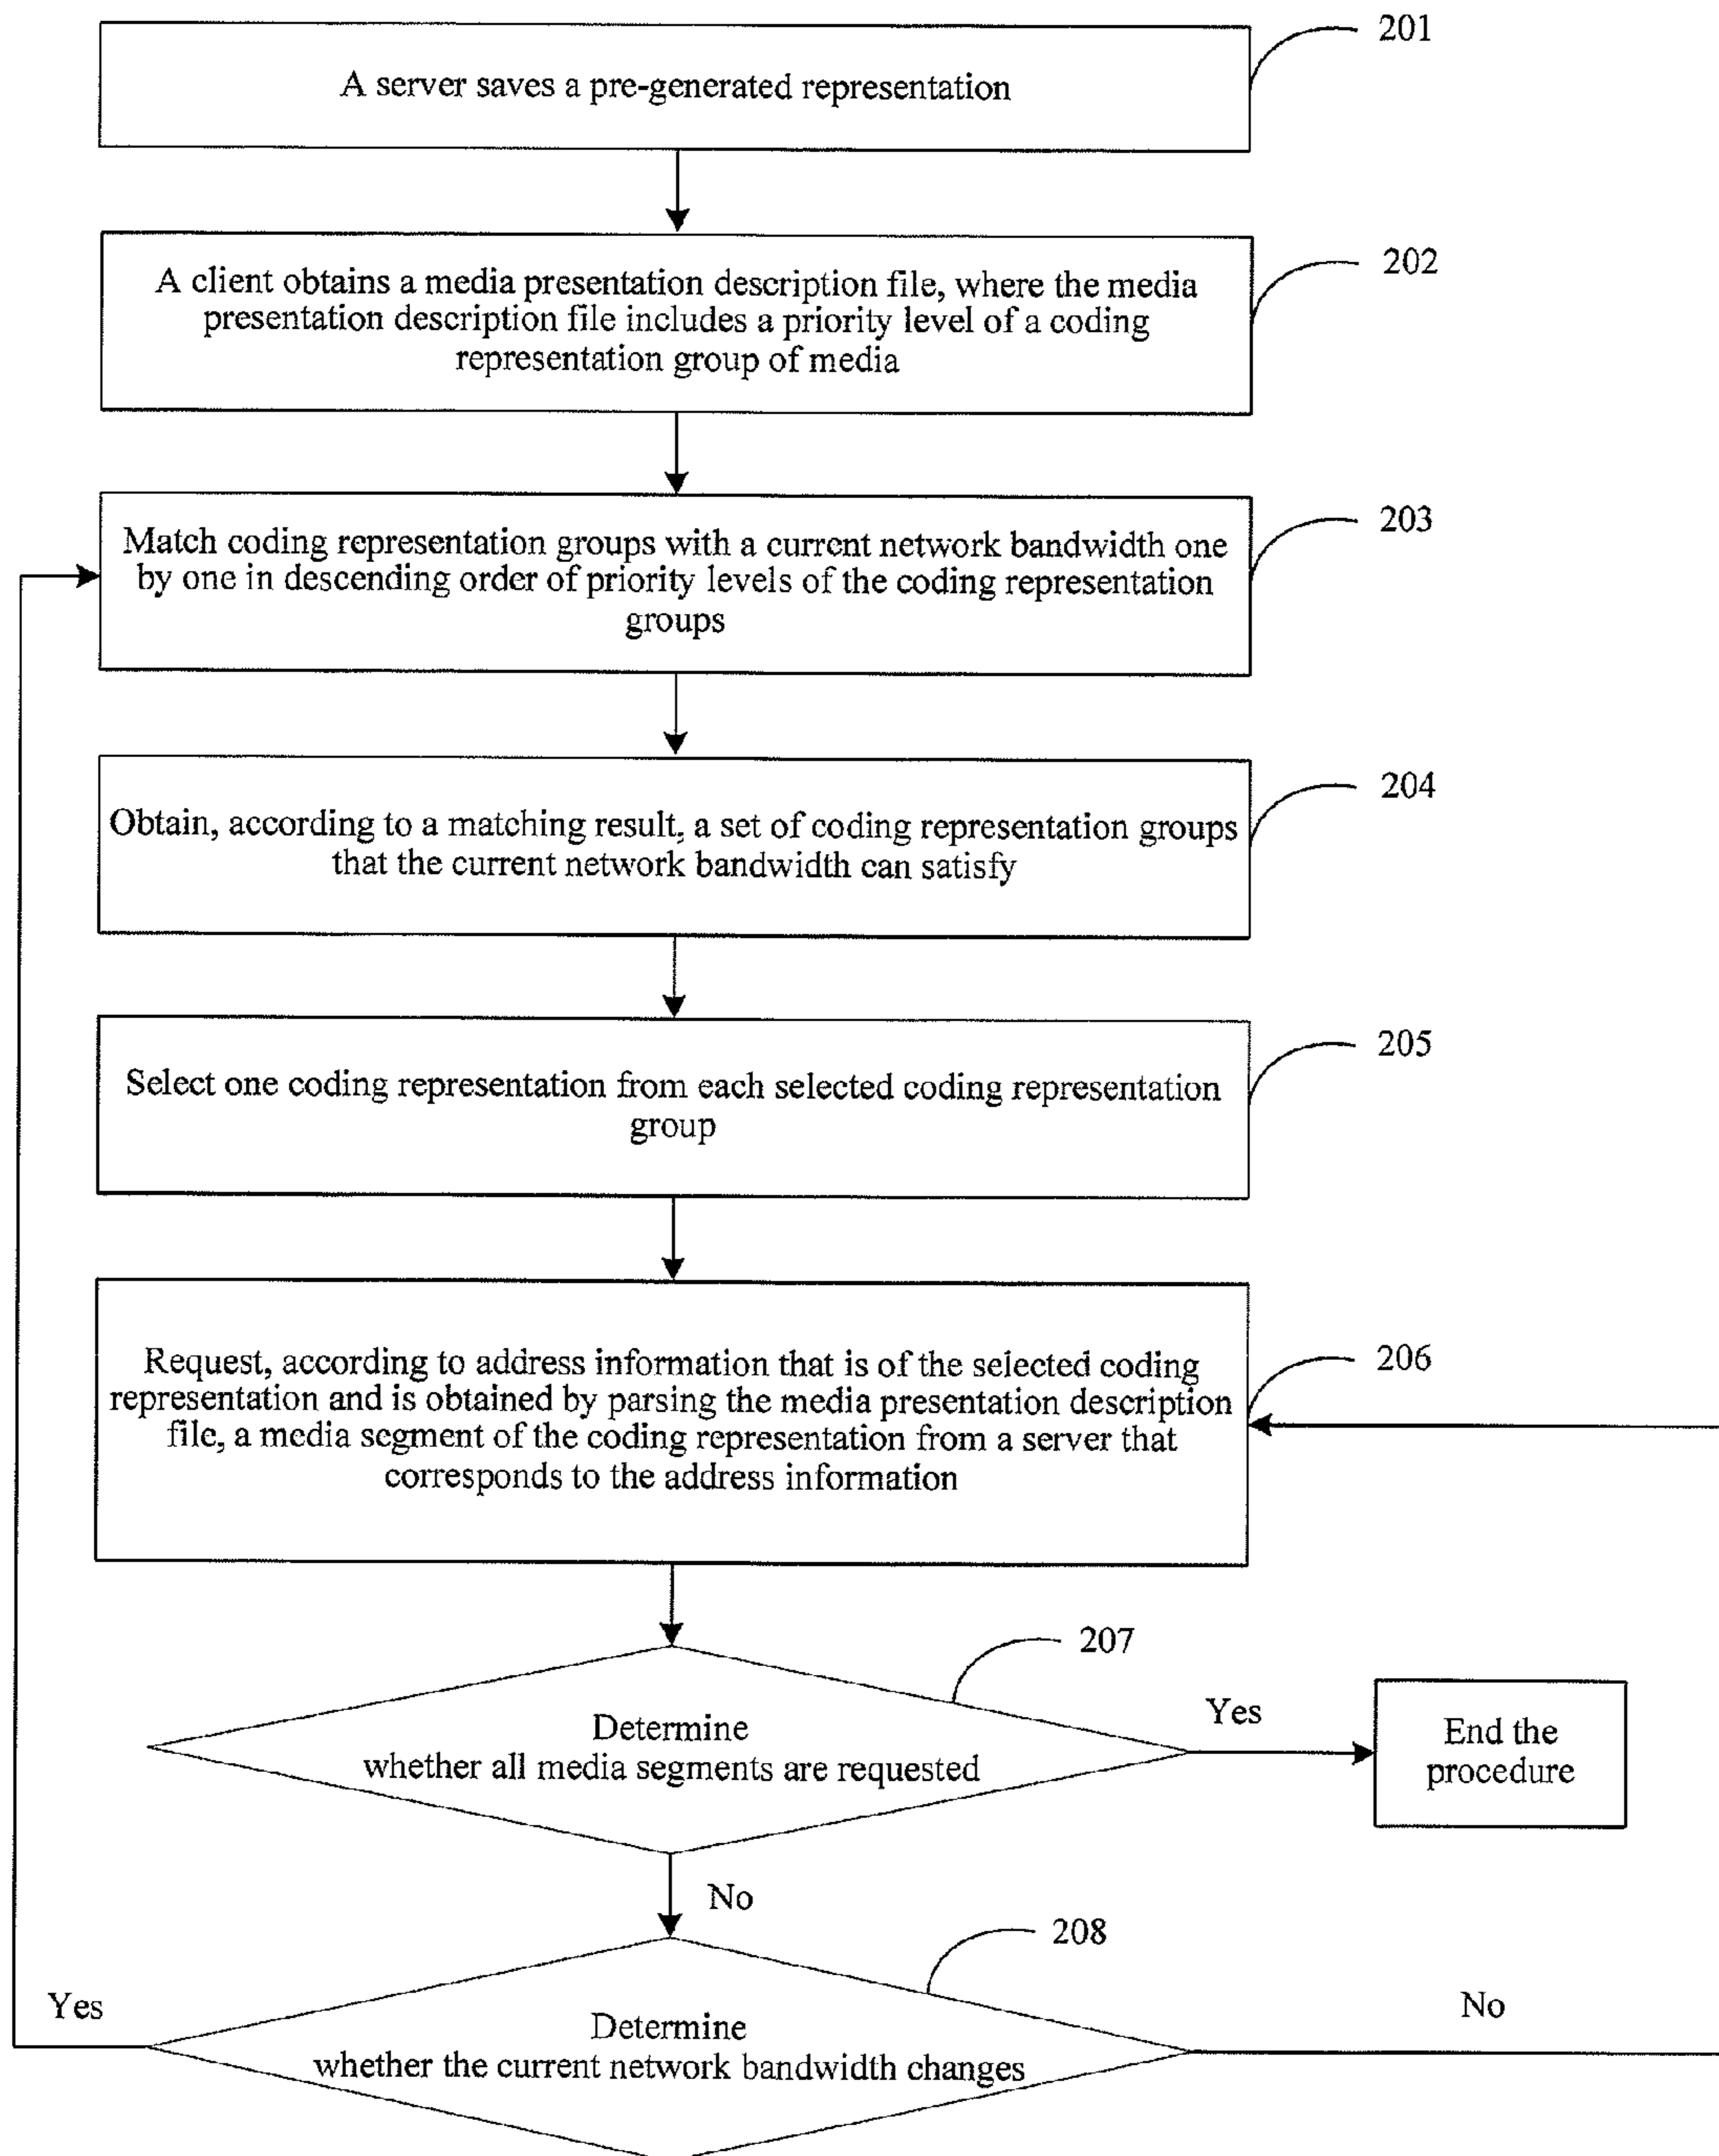 201
A server saves a pre-generated representation
202
A client obtains a media presentation description file, where the media
presentation description file includes a priority level of a coding
representation group of media
203
Match coding representation groups with a current network bandwidth one
by one in descending order of priority levels of the coding representation
groups
204
Obtain, according to a matching result, a set of coding representation groups
that the current network bandwidth can satisfy
205
Select one coding representation from each selected coding representation
group
206
Request, according to address information that is of the selected coding
representation and is obtained by parsing the media presentation description
file, a media segment of the coding representation from a server that
corresponds to the address information
207
Determine
whether all media segments are requested
Yes
End the
procedure
No
208
Determine
whether the current network bandwidth changes
Yes
No